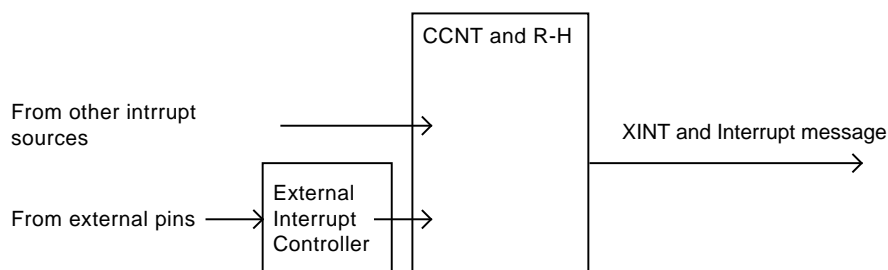 CCNT and R-H
From other intrrupt
sources
XINT and Interrupt message
From external pins
External
Interrupt
Controller